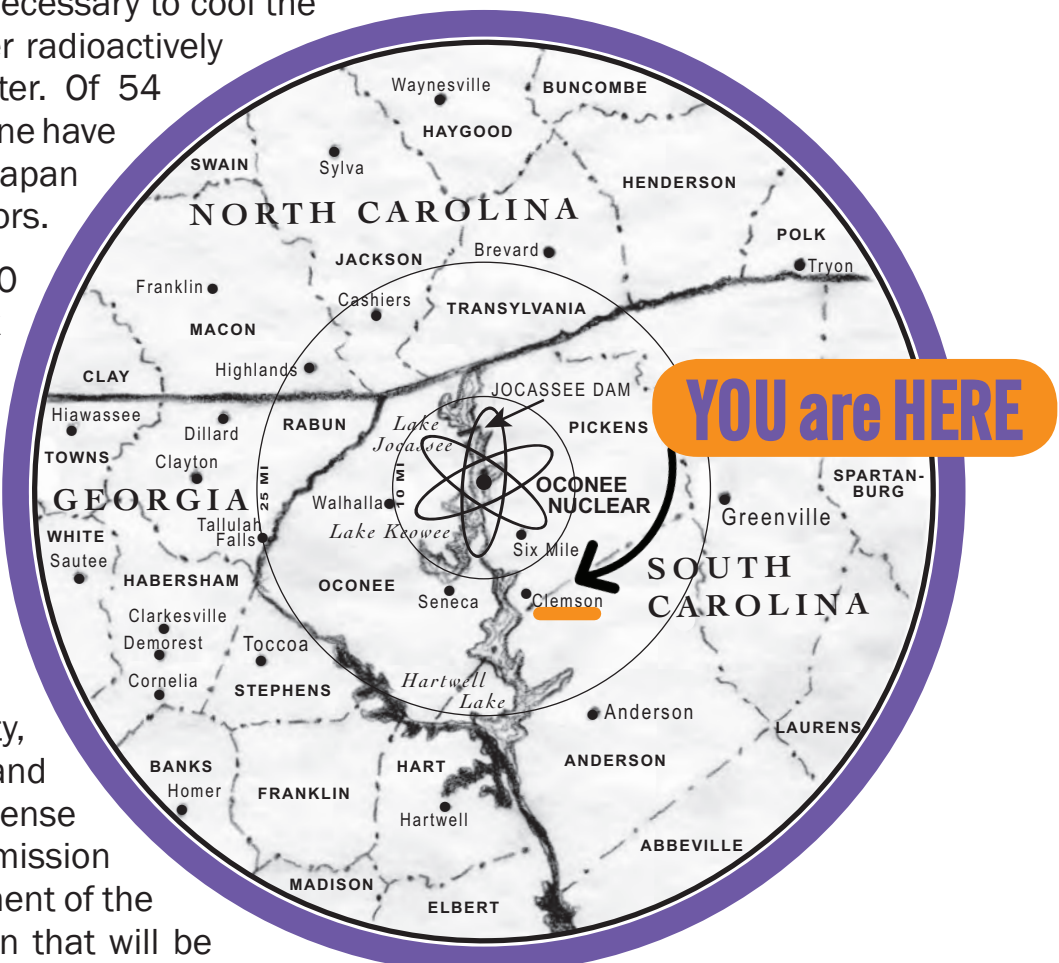 ecessary to cool the
r radioactively
ter. Of 54
ne have
apan
ors.
0
ty,
and
ense
mission
ment of the
n that will be
Waynesville
BUNCOMBE
HAYGOOD
SWAIN
Sylva
HENDERSON
NORTH CAROLINA
POLK
JACKSON
Brevard
Tryon
Franklin
Cashiers
TRANSYLVANIA
MACON
Highlands
CLAY
JOCASSEE DAM
YOU are HERE
Hiawassee
Dillard
RABUN
Lake
Jocassee
PICKENS
TOWNS
Clayton
25 MI
10 MI
SPARTAN-
BURG
GEORGIA
Walhalla
OCONEE
NUCLEAR
Greenville
Tallulah
Falls
Lake Keowee
WHITE
Sautee
Six Mile
SOUTH
CAROLINA
HABERSHAM
OCONEE
Seneca
Clemson
Clarkesville
Demorest
Toccoa
Cornelia
STEPHENS
Hartwell
Lake
Anderson
LAURENS
BANKS
HART
ANDERSON
Homer
FRANKLIN
Hartwell
ABBEVILLE
MADISON
ELBERT